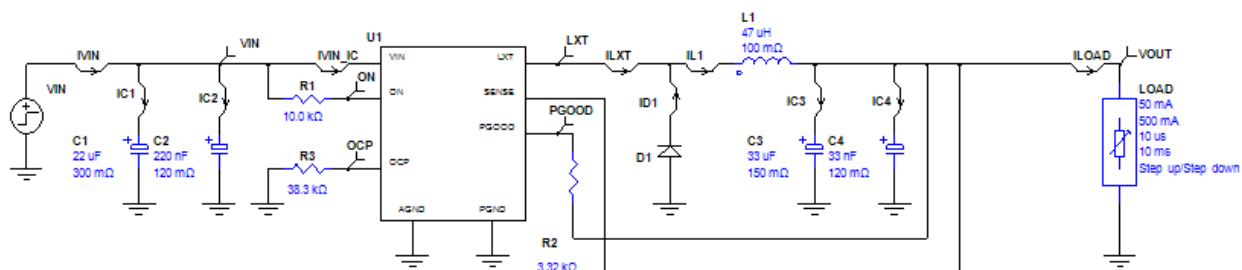 IVIN
VIN
IVIN_IC
U1
VIN
LXT
LXT
ILXT
IL1
L1
47 uH
100 mΩ
ILOAD
VOUT
VIN
IC1
IC2
R1
ON
10.0 kΩ
ON
SENSE
PGOOD
PGOOD
ID1
IC3
IC4
LOAD
50 mA
500 mA
10 us
10 ms
Step up/Step down
C1
22 uF
300 mΩ
C2
220 nF
120 mΩ
R3
OCP
38.3 kΩ
OCP
D1
C3
33 uF
150 mΩ
C4
33 nF
120 mΩ
AGND
PGND
R2
3.32 kΩ